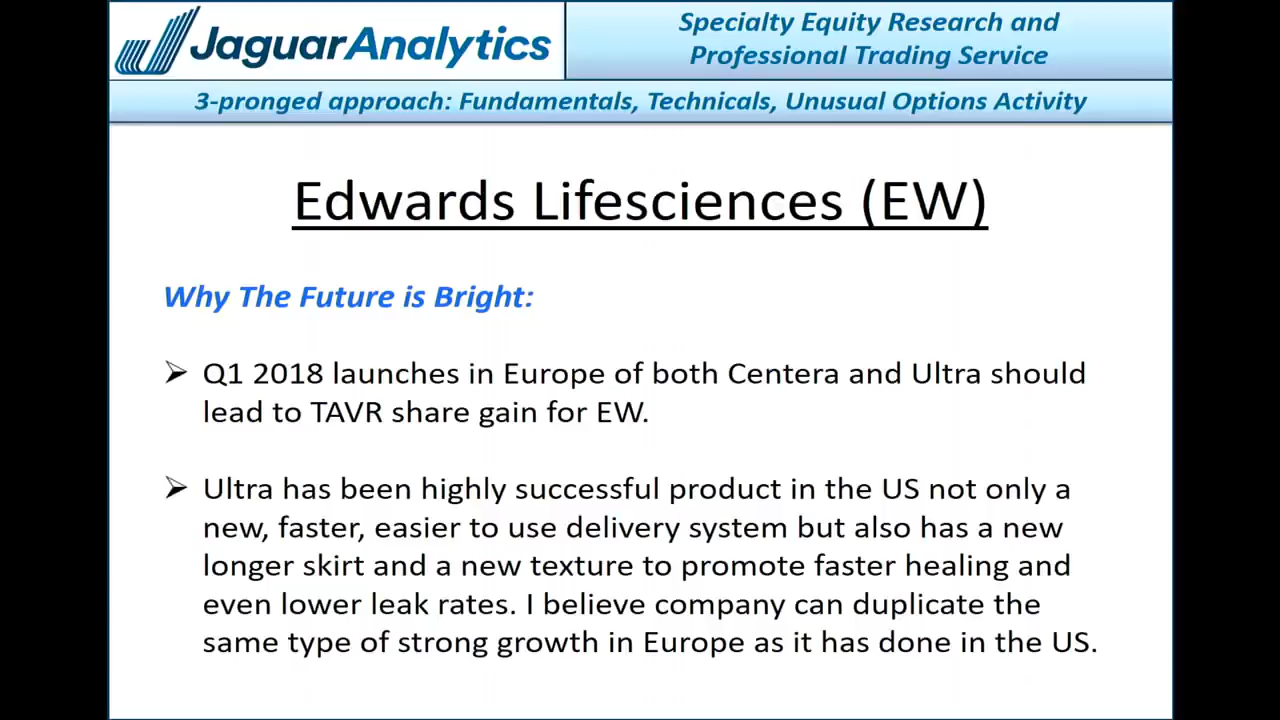 JaguarAnalytics
Specialty Equity Research and
Professional Trading Service
3-pronged approach: Fundamentals, Technicals, Unusual Options Activity
Edwards Lifesciences (EW)
Why The Future is Bright:
➢ Q1 2018 launches in Europe of both Centera and Ultra should
lead to TAVR share gain for EW.
➢ Ultra has been highly successful product in the US not only a
new, faster, easier to use delivery system but also has a new
longer skirt and a new texture to promote faster healing and
even lower leak rates. I believe company can duplicate the
same type of strong growth in Europe as it has done in the US.